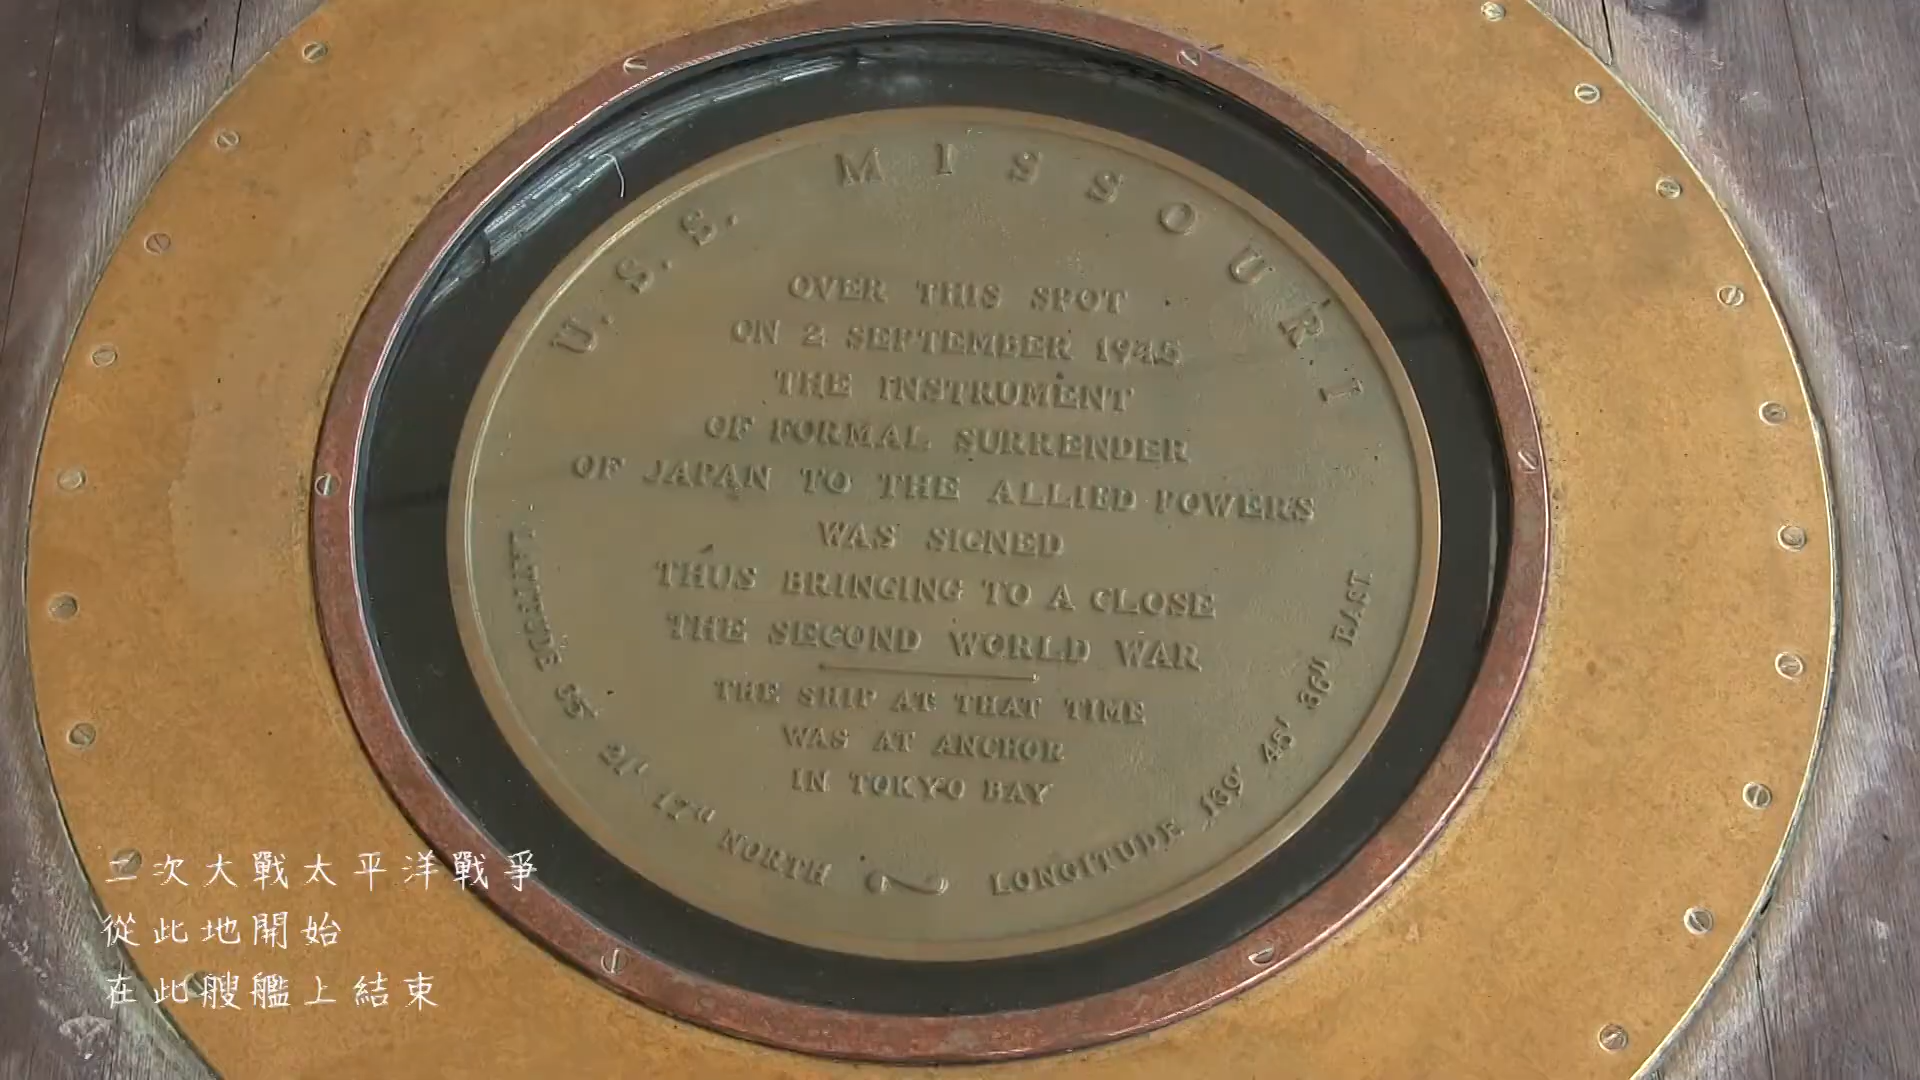 U.S.S. MISSOURI
OVER THIS SPOT
ON 2 SEPTEMBER 1945
THE INSTRUMENT
OF FORMAL SURRENDER
OF JAPAN TO THE ALLIED POWERS
WAS SIGNED
THUS BRINGING TO A CLOSE
THE SECOND WORLD WAR
THE SHIP AT THAT TIME
WAS AT ANCHOR
IN TOKYO BAY
LATITUDE 35° 21' 17" NORTH
LONGITUDE 139° 45' 36" EAST
二次大戰太平洋戰爭
從此地開始
在此艘艦上結束